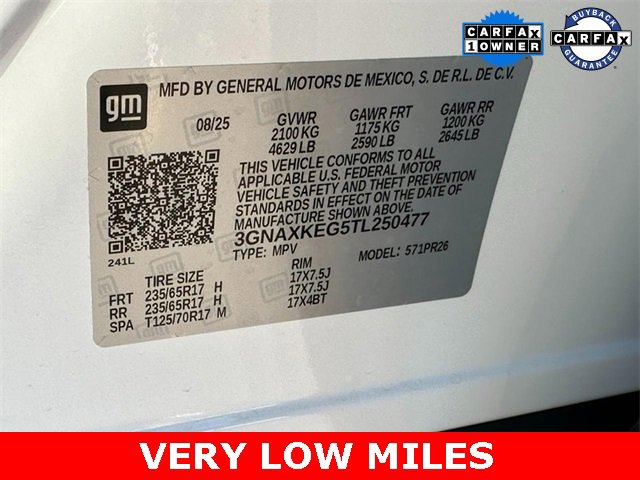 CARFAX
1 OWNER
BUYBACK
CARFAX
GUARANTEE
gm
MFD BY GENERAL MOTORS DE MEXICO, S. DE R.L. DE C.V.
08/25 GVWR GAWR FRT GAWR RR
2100 KG 1175 KG 1200 KG
4629 LB 2590 LB 2645 LB
THIS VEHICLE CONFORMS TO ALL
APPLICABLE U.S. FEDERAL MOTOR
VEHICLE SAFETY AND THEFT PREVENTION
STANDARDS IN EFFECT ON THE DATE OF
MANUFACTURE SHOWN ABOVE.
3GNAXKEG5TL250477
TYPE: MPV MODEL: 571PR26
241L
TIRE SIZE RIM
FRT 235/65R17 H 17X7.5J
RR 235/65R17 H 17X7.5J
SPA T125/70R17 M 17X4BT
VERY LOW MILES